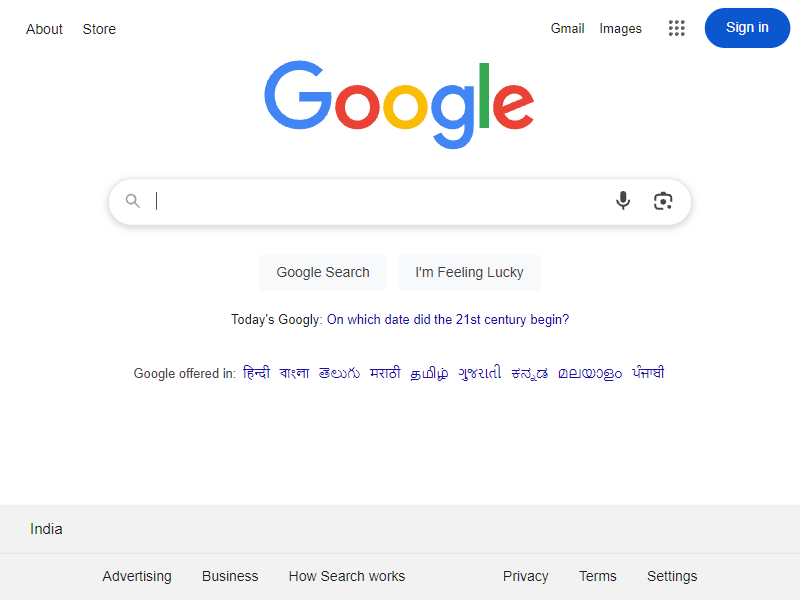 About Store Gmail Images Sign in
Google
Google Search I'm Feeling Lucky
Today's Googly: On which date did the 21st century begin?
Google offered in: हिन्दी বাংলা తెలుగు मराठी தமிழ் ગુજરાતી ಕನ್ನಡ മലയാളം ਪੰਜਾਬੀ
India
Advertising Business How Search works Privacy Terms Settings